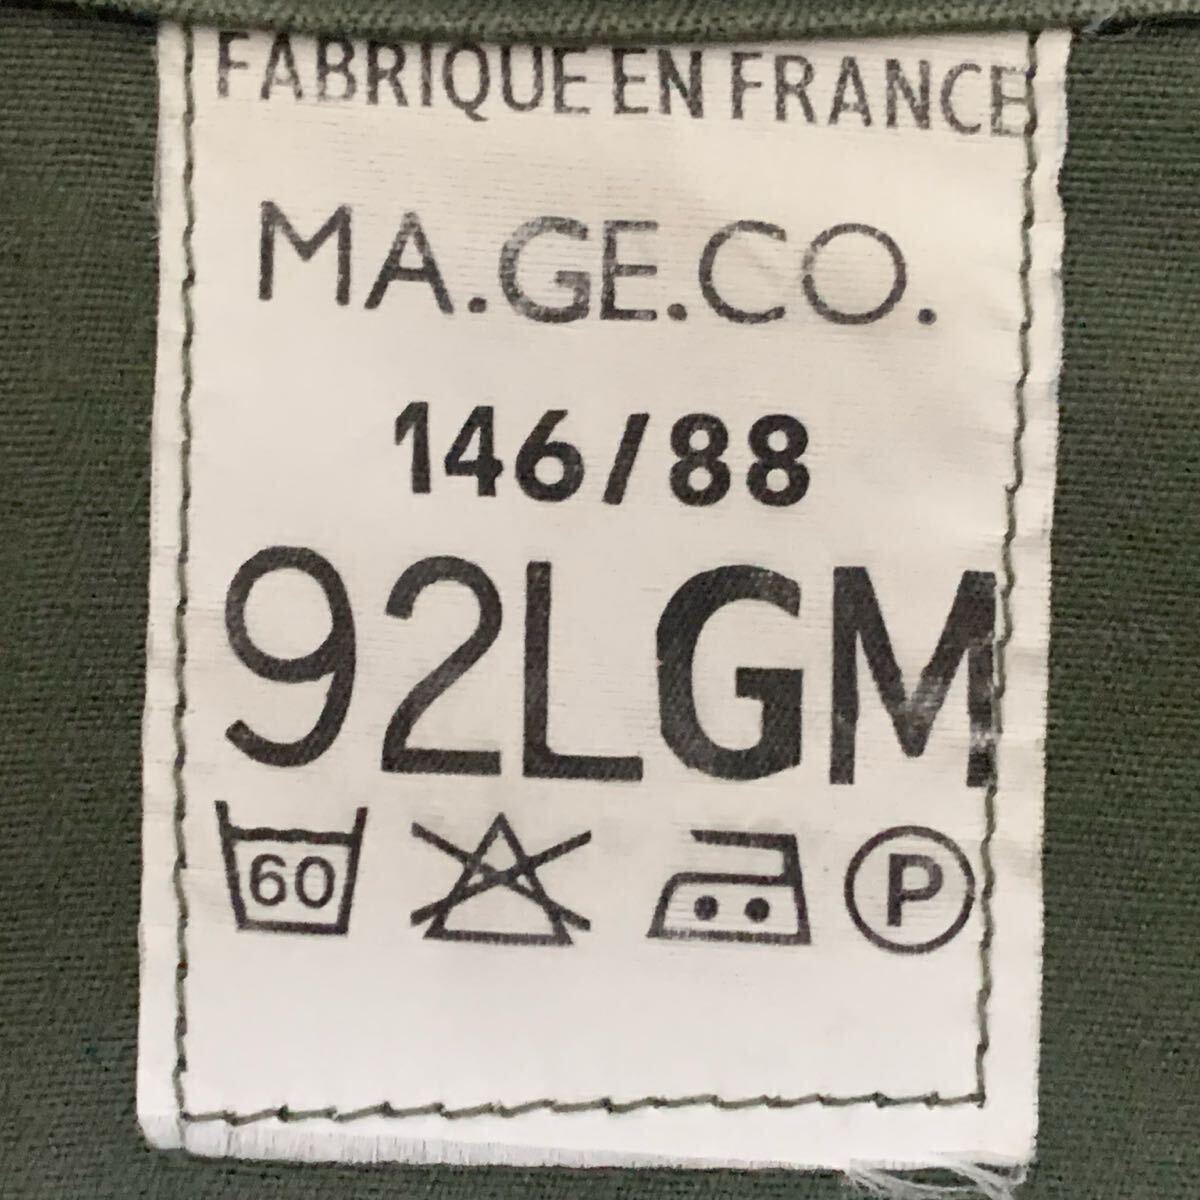 FABRIQUE EN FRANCE
MA.GE.CO.
146/88
92LGM
60 P